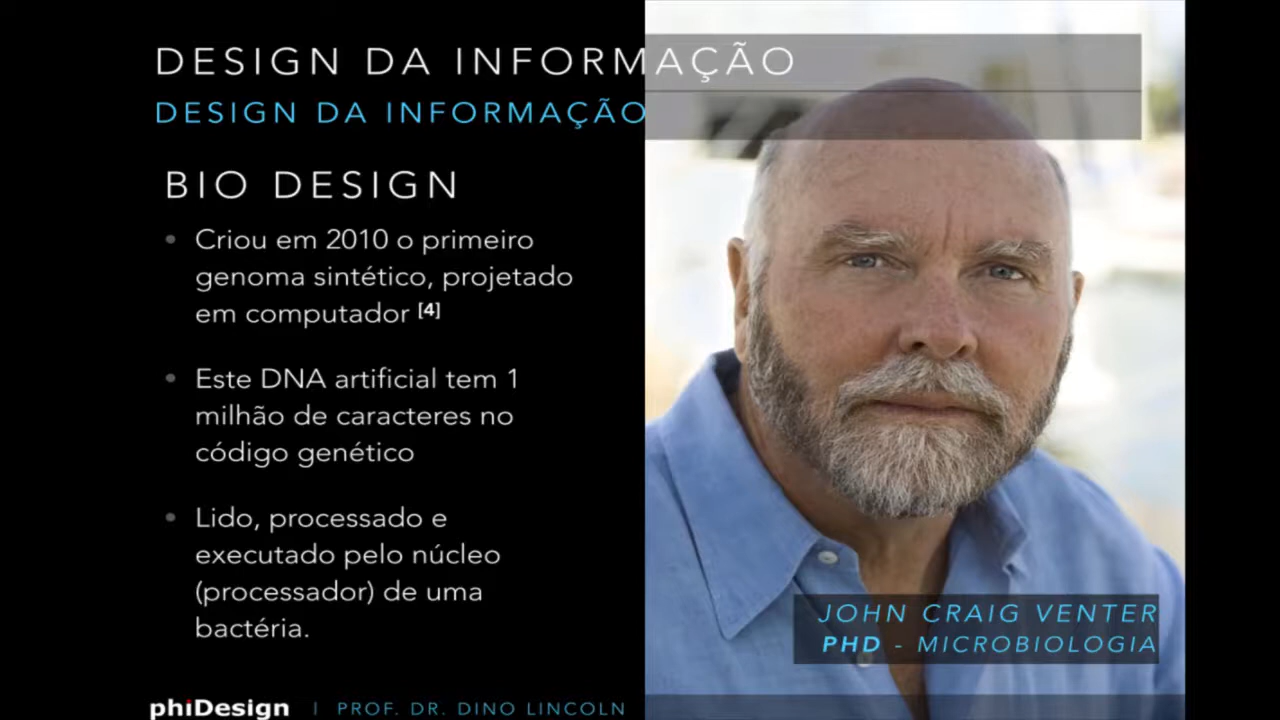 DESIGN DA INFORMAÇÃO
DESIGN DA INFORMAÇÃO
BIO DESIGN
• Criou em 2010 o primeiro
genoma sintético, projetado
em computador [4]
• Este DNA artificial tem 1
milhão de caracteres no
código genético
• Lido, processado e
executado pelo núcleo
(processador) de uma
bactéria.
JOHN CRAIG VENTER
PHD - MICROBIOLOGIA
phiDesign | PROF. DR. DINO LINCOLN